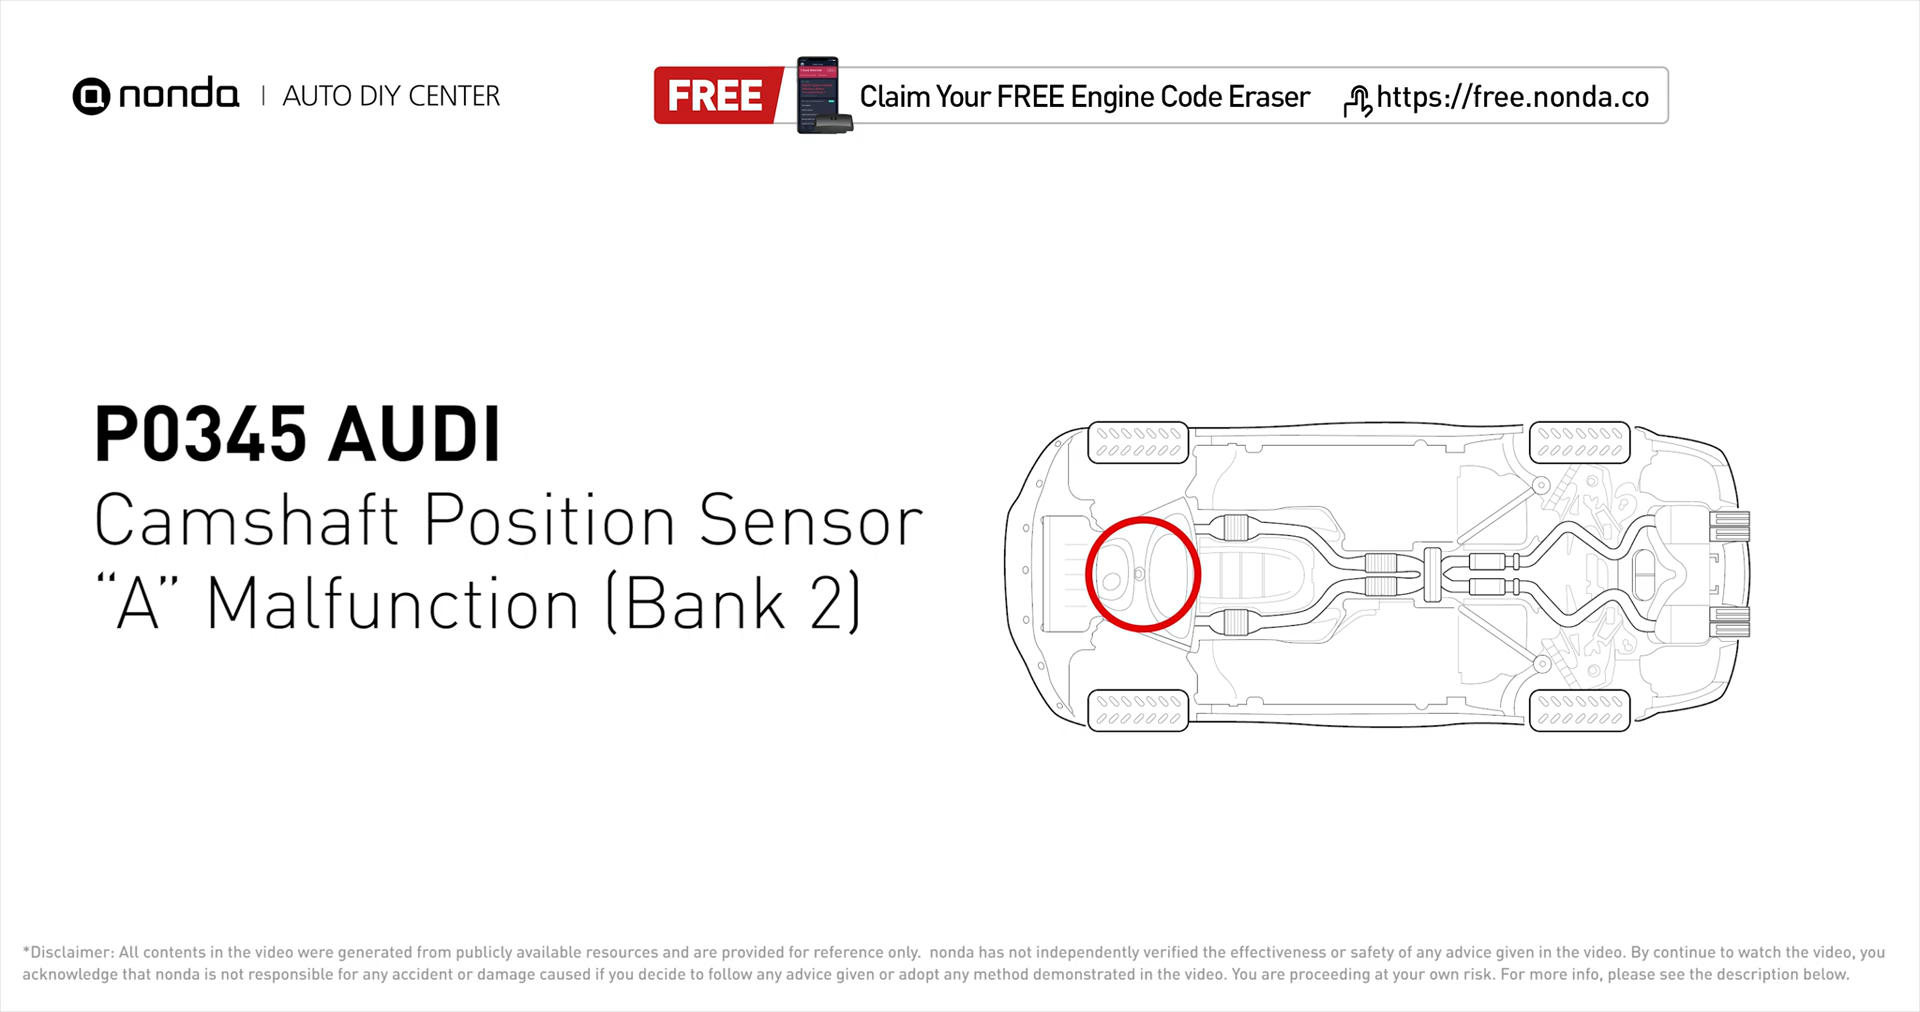 nonda | AUTO DIY CENTER
FREE Claim Your FREE Engine Code Eraser https://free.nonda.co
P0345 AUDI
Camshaft Position Sensor
“A” Malfunction (Bank 2)
*Disclaimer: All contents in the video were generated from publicly available resources and are provided for reference only. nonda has not independently verified the effectiveness or safety of any advice given in the video. By continue to watch the video, you
acknowledge that nonda is not responsible for any accident or damage caused if you decide to follow any advice given or adopt any method demonstrated in the video. You are proceeding at your own risk. For more info, please see the description below.